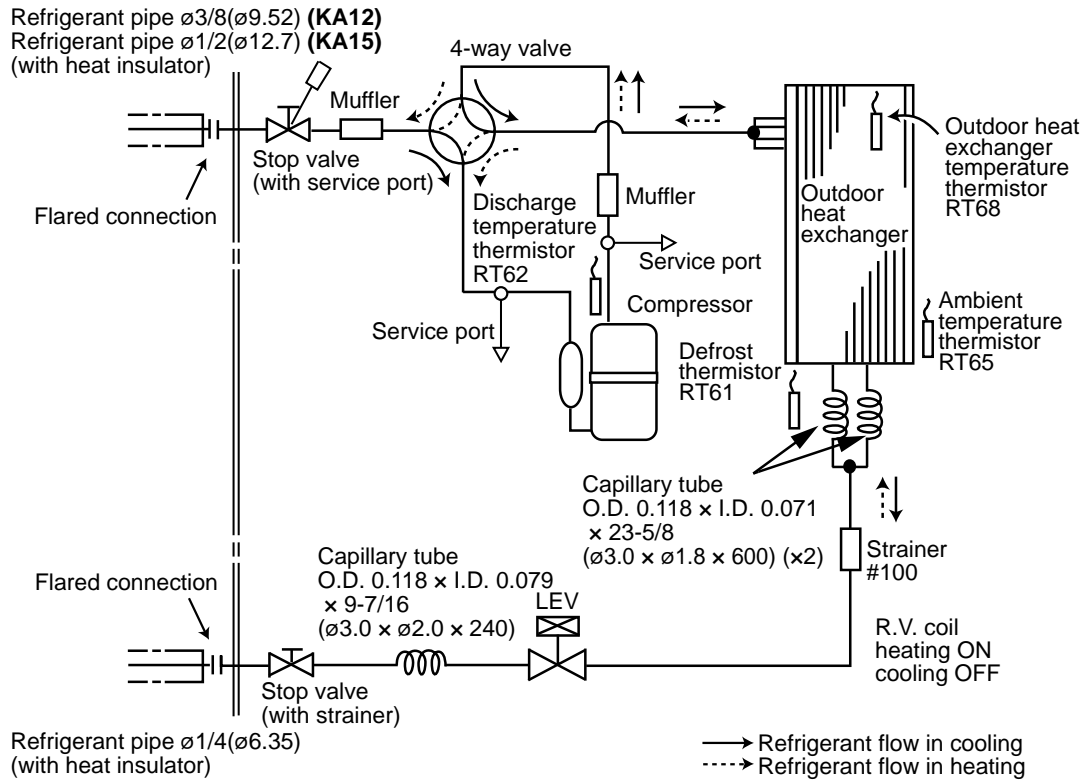 Refrigerant pipe ø3/8(ø9.52) (KA12)
Refrigerant pipe ø1/2(ø12.7) (KA15)
(with heat insulator)
4-way valve
Muffler
Stop valve
(with service port)
Flared connection
Discharge
temperature
thermistor
RT62
Muffler
Service port
Service port
Compressor
Outdoor
heat
exchanger
Outdoor heat
exchanger
temperature
thermistor
RT68
Ambient
temperature
thermistor
RT65
Defrost
thermistor
RT61
Capillary tube
O.D. 0.118 × I.D. 0.071
× 23-5/8
(ø3.0 × ø1.8 × 600) (×2)
Strainer
#100
Flared connection
Capillary tube
O.D. 0.118 × I.D. 0.079
× 9-7/16
(ø3.0 × ø2.0 × 240)
LEV
R.V. coil
heating ON
cooling OFF
Stop valve
(with strainer)
Refrigerant pipe ø1/4(ø6.35)
(with heat insulator)
Refrigerant flow in cooling
Refrigerant flow in heating